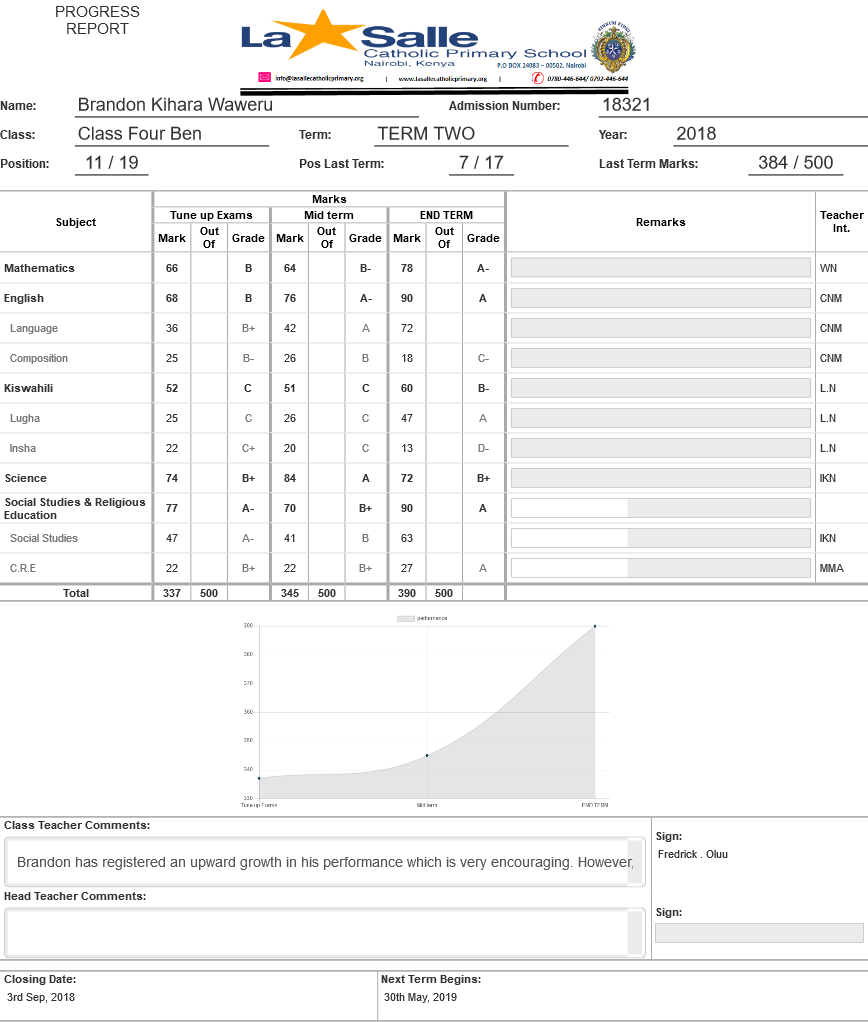 PROGRESS
REPORT
La Salle
Catholic Primary School
Nairobi, Kenya
P.O BOX 24083 – 00502, Nairobi
info@lasallecatholicprimary.org | www.lasallecatholicprimary.org | 0780-446-644/ 0792-446-644
Name: Brandon Kihara Waweru Admission Number: 18321
Class: Class Four Ben Term: TERM TWO Year: 2018
Position: 11 / 19 Pos Last Term: 7 / 17 Last Term Marks: 384 / 500
Subject Marks Remarks Teacher Int.
Tune up Exams Mid term END TERM
Mark Out Of Grade Mark Out Of Grade Mark Out Of Grade
Mathematics 66 B 64 B- 78 A- WN
English 68 B 76 A- 90 A CNM
Language 36 B+ 42 A 72 CNM
Composition 25 B- 26 B 18 C- CNM
Kiswahili 52 C 51 C 60 B- L.N
Lugha 25 C 26 C 47 A L.N
Insha 22 C+ 20 C 13 D- L.N
Science 74 B+ 84 A 72 B+ IKN
Social Studies & Religious
Education 77 A- 70 B+ 90 A
Social Studies 47 A- 41 B 63 IKN
C.R.E 22 B+ 22 B+ 27 A MMA
Total 337 500 345 500 390 500
performance
390
380
370
360
350
340
330
Tune up Exams Mid term END TERM
Class Teacher Comments:
Brandon has registered an upward growth in his performance which is very encouraging. However,
Sign:
Fredrick . Oluu
Head Teacher Comments:
Sign:
Closing Date: Next Term Begins:
3rd Sep, 2018 30th May, 2019